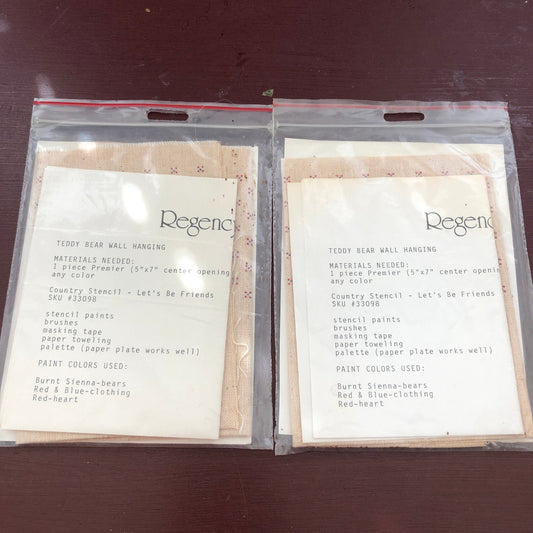 Regency
TEDDY BEAR WALL HANGING
MATERIALS NEEDED:
1 piece Premier (5"x7" center opening
any color
Country Stencil - Let's Be Friends
SKU #33098
stencil paints
brushes
masking tape
paper toweling
palette (paper plate works well)
PAINT COLORS USED:
Burnt Sienna-bears
Red & Blue-clothing
Red-heart
Regenc
TEDDY BEAR WALL HANGING
MATERIALS NEEDED:
1 piece Premier (5"x7" center openin
any color
Country Stencil - Let's Be Friends
SKU #33098
stencil paints
brushes
masking tape
paper toweling
palette (paper plate works well)
PAINT COLORS USED:
Burnt Sienna-bears
Red & Blue-clothing
Red-heart